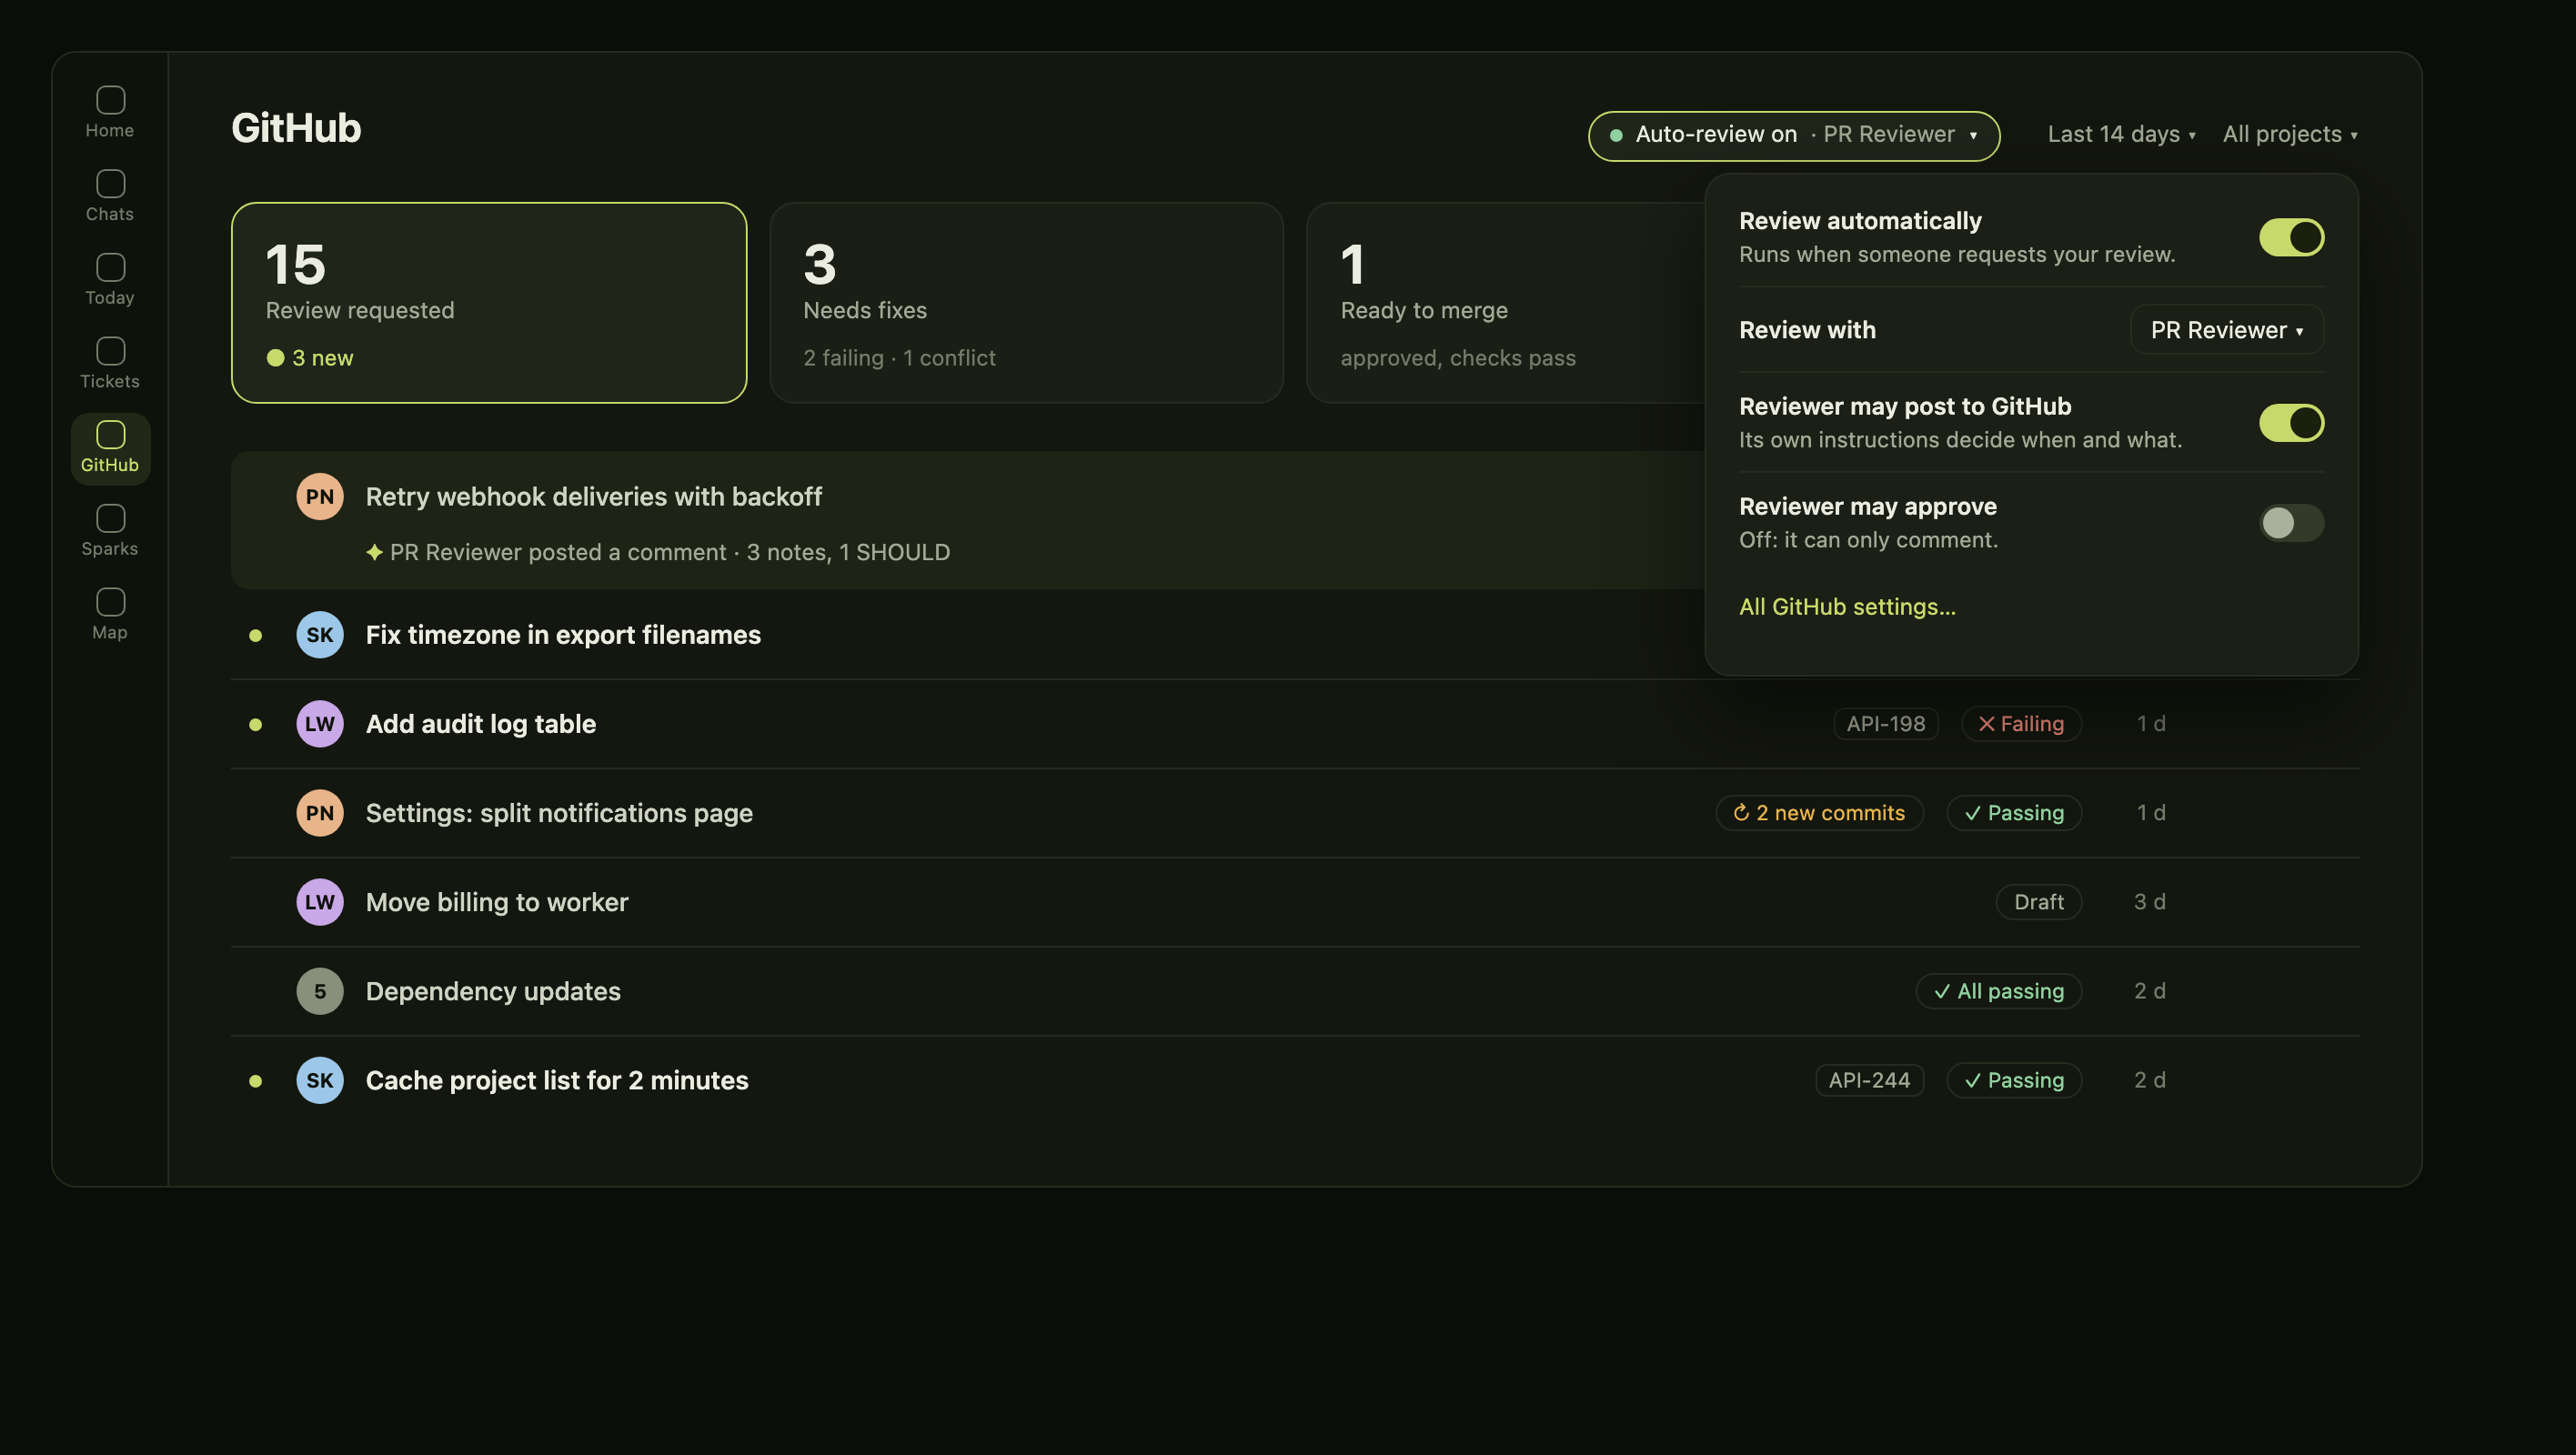 Home
Chats
Today
Tickets
GitHub
Sparks
Map
GitHub
Auto-review on · PR Reviewer ▾
Last 14 days ▾
All projects ▾
15
Review requested
3 new
3
Needs fixes
2 failing · 1 conflict
1
Ready to merge
approved, checks pass
Review automatically
Runs when someone requests your review.
Review with
PR Reviewer ▾
Reviewer may post to GitHub
Its own instructions decide when and what.
Reviewer may approve
Off: it can only comment.
All GitHub settings…
PN Retry webhook deliveries with backoff
✦ PR Reviewer posted a comment · 3 notes, 1 SHOULD
SK Fix timezone in export filenames
LW Add audit log table API-198 ✕ Failing 1 d
PN Settings: split notifications page ↻ 2 new commits ✓ Passing 1 d
LW Move billing to worker Draft 3 d
5 Dependency updates ✓ All passing 2 d
SK Cache project list for 2 minutes API-244 ✓ Passing 2 d